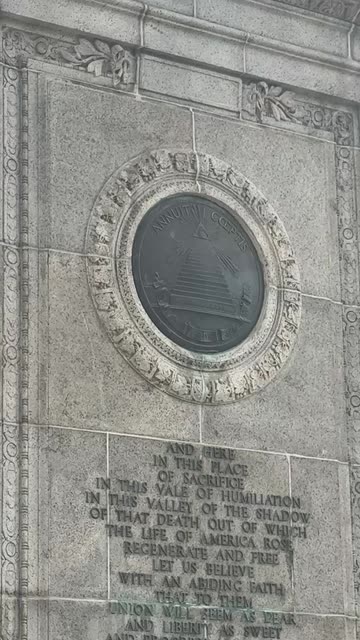 ANNUIT CŒPTIS
AND HERE
IN THIS PLACE
OF SACRIFICE
IN THIS VALE OF HUMILIATION
IN THIS VALLEY OF THE SHADOW
OF THAT DEATH OUT OF WHICH
THE LIFE OF AMERICA ROSE
REGENERATE AND FREE
LET US BELIEVE
WITH AN ABIDING FAITH
THAT TO THEM
UNION WILL SEEM AS DEAR
AND LIBERTY AS SWEET